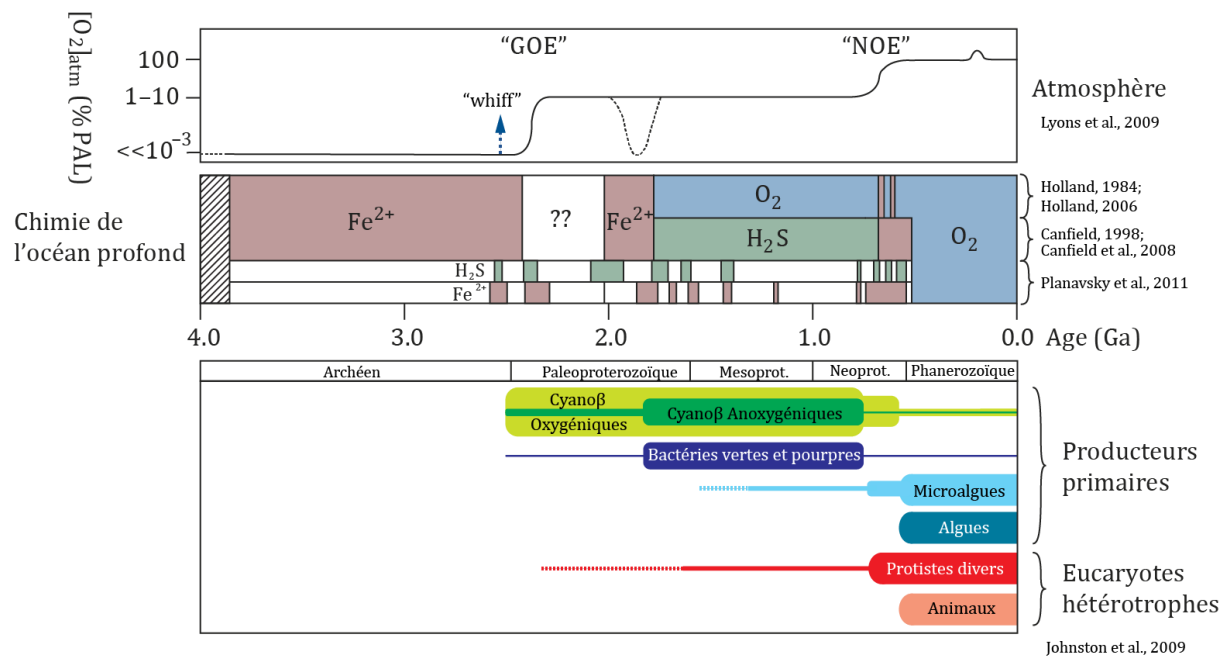 [O₂]atm (% PAL)
100
1–10
<<10⁻³
"GOE"
"NOE"
"whiff"
Atmosphère
Lyons et al., 2009
Chimie de
l'océan profond
Fe²⁺
??
Fe²⁺
O₂
H₂S
O₂
H₂S
Fe²⁺
Holland, 1984;
Holland, 2006
Canfield, 1998;
Canfield et al., 2008
Planavsky et al., 2011
4.0 3.0 2.0 1.0 0.0 Age (Ga)
Archéen Paleoproterozoïque Mesoprot. Neoprot. Phanerozoïque
Cyanoβ
Oxygéniques
Cyanoβ Anoxygéniques
Bactéries vertes et pourpres
Microalgues
Algues
Producteurs
primaires
Protistes divers
Animaux
Eucaryotes
hétérotrophes
Johnston et al., 2009